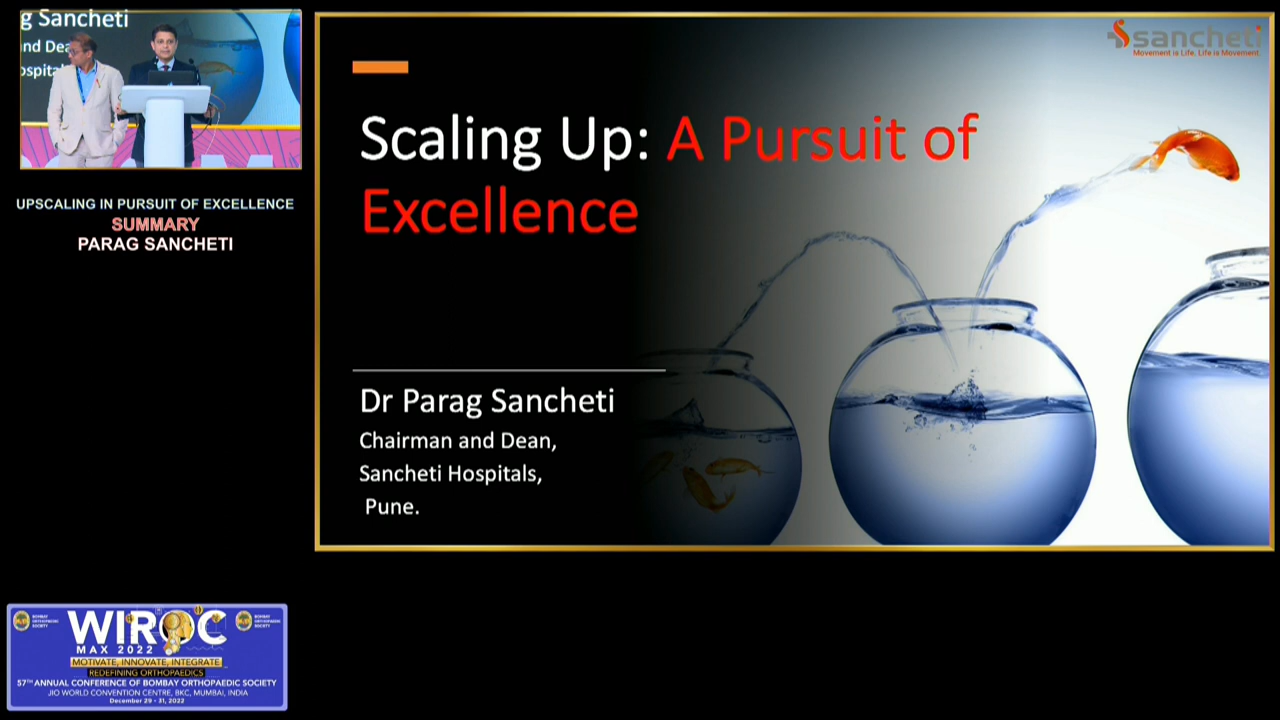 g Sancheti
nd Dea
ospital
UPSCALING IN PURSUIT OF EXCELLENCE
SUMMARY
PARAG SANCHETI
sancheti
Movement is Life. Life is Movement.
Scaling Up: A Pursuit of
Excellence
Dr Parag Sancheti
Chairman and Dean,
Sancheti Hospitals,
Pune.
BOMBAY
ORTHOPAEDIC
SOCIETY
WIROC
BOMBAY
ORTHOPAEDIC
SOCIETY
MAX 2022
MOTIVATE, INNOVATE, INTEGRATE
REDEFINING ORTHOPAEDICS
57TH ANNUAL CONFERENCE OF BOMBAY ORTHOPAEDIC SOCIETY
JIO WORLD CONVENTION CENTRE, BKC, MUMBAI, INDIA
December 29 - 31, 2022